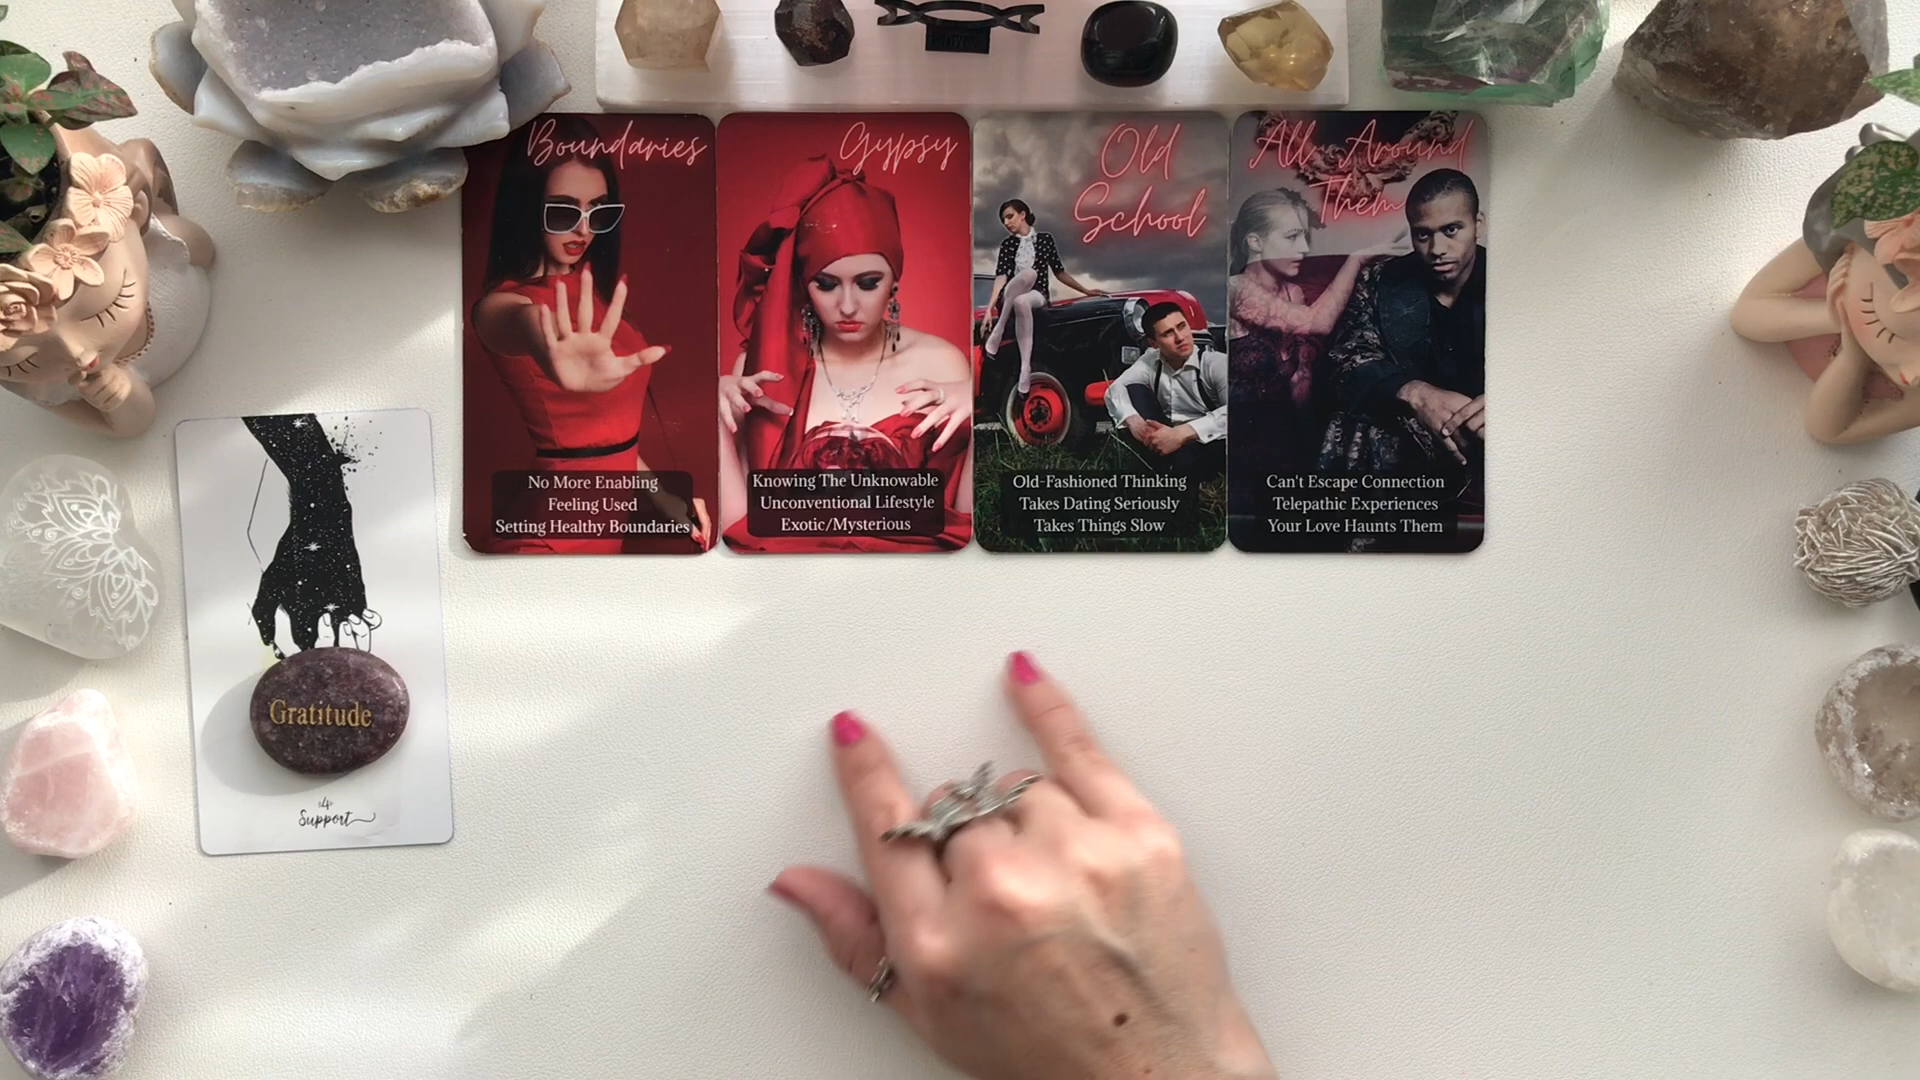 Boundaries
No More Enabling
Feeling Used
Setting Healthy Boundaries
Gypsy
Knowing The Unknowable
Unconventional Lifestyle
Exotic/Mysterious
Old
School
Old-Fashioned Thinking
Takes Dating Seriously
Takes Things Slow
All Around
Them
Can't Escape Connection
Telepathic Experiences
Your Love Haunts Them
Gratitude
4
Support